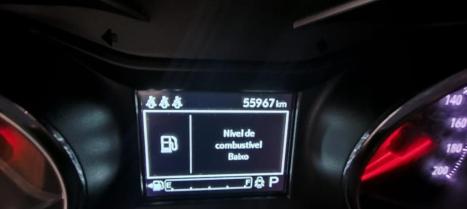 55967 km
Nível de
combustível
Baixo
E F P
140
160
180
200